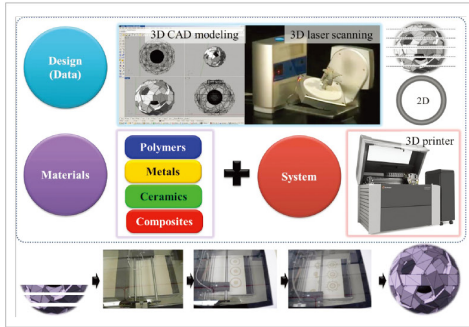 3D CAD modeling
3D laser scanning
Design
(Data)
2D
Materials
Polymers
Metals
Ceramics
Composites
System
3D printer